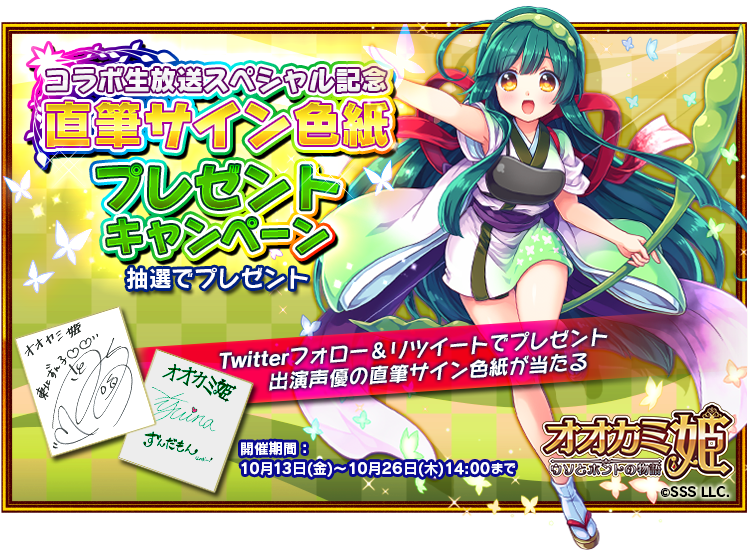 コラボ生放送スペシャル記念
直筆サイン色紙
プレゼント
キャンペーン
抽選でプレゼント
Twitterフォロー&リツイートでプレゼント
出演声優の直筆サイン色紙が当たる
オオカミ姫
東北ずん子
オオカミ姫
ずんだもん
開催期間:
10月13日(金)~10月26日(木)14:00まで
オオカミ姫
ウソとホントの物語
©SSS LLC.